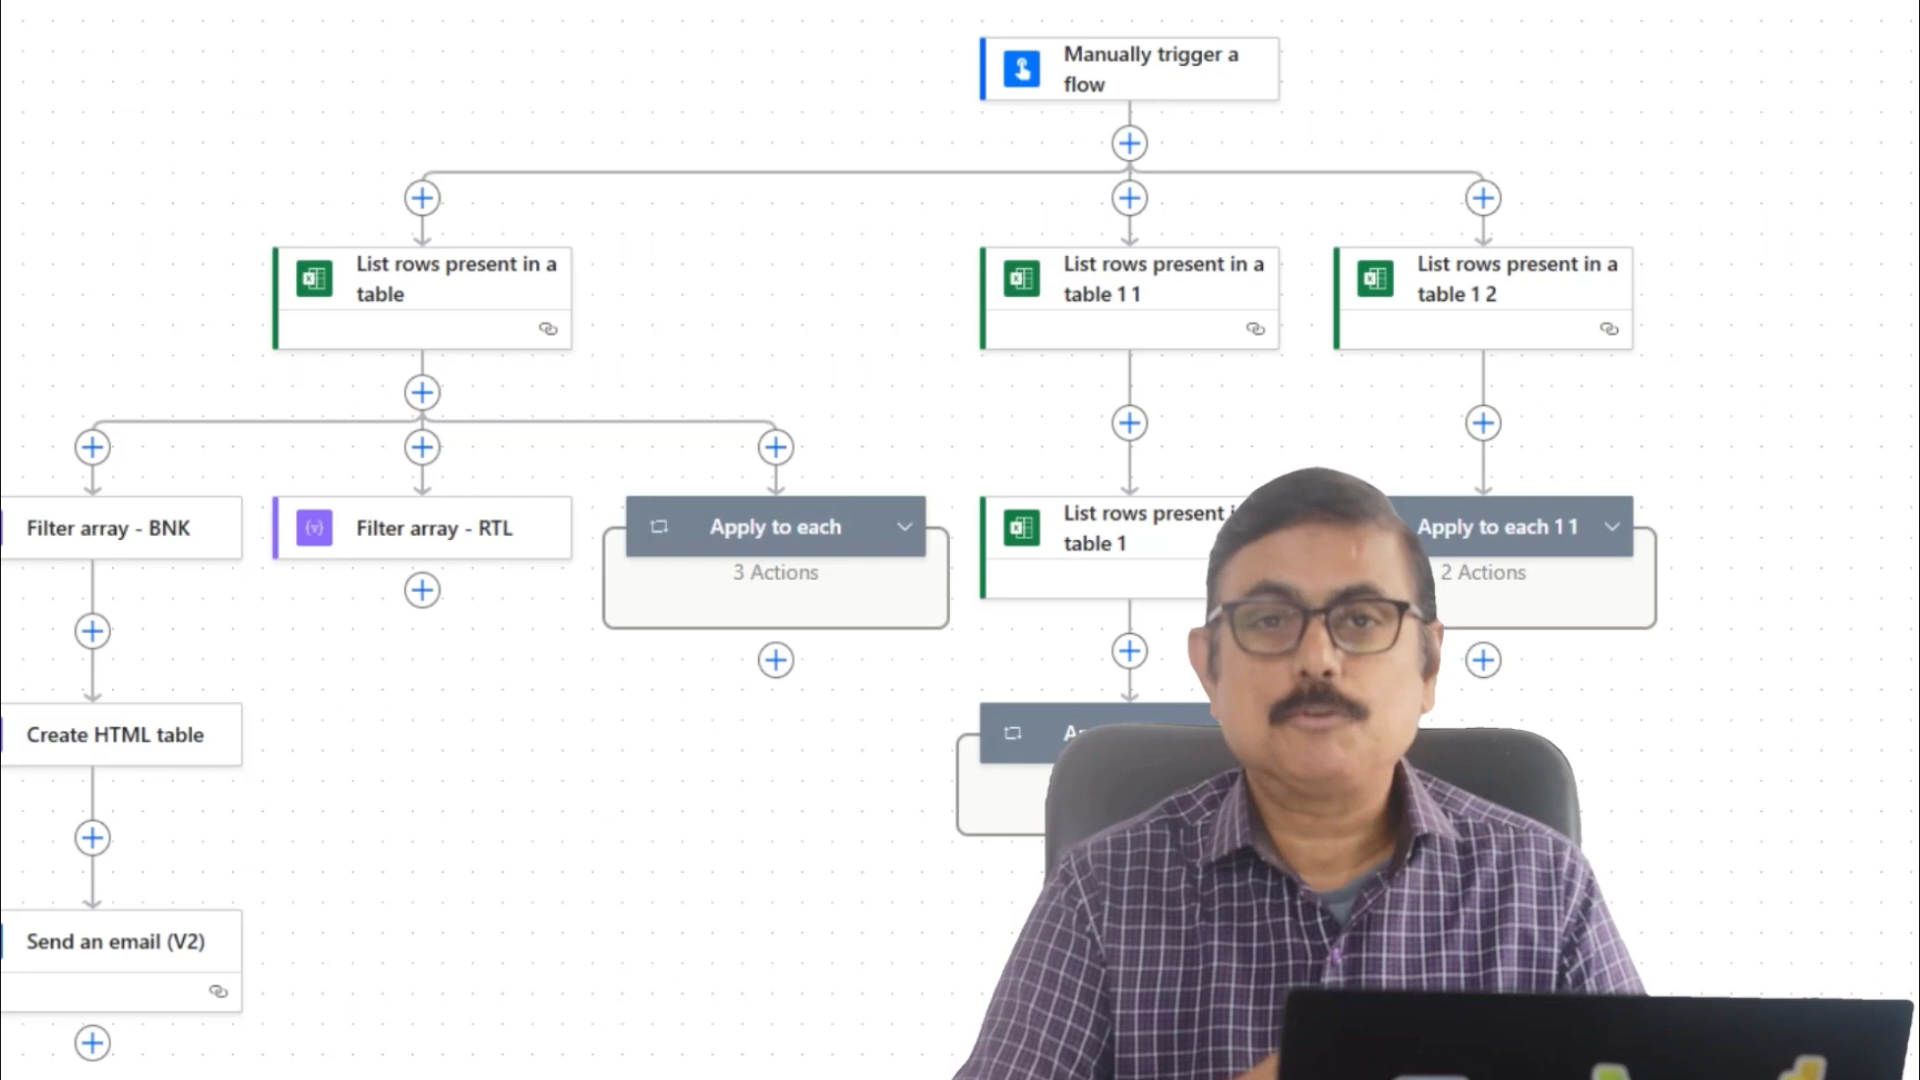 Manually trigger a
flow
List rows present in a
table
List rows present in a
table 1 1
List rows present in a
table 1 2
Filter array - BNK
Filter array - RTL
Apply to each
3 Actions
List rows present
table 1
Apply to each 1 1
2 Actions
Create HTML table
Send an email (V2)